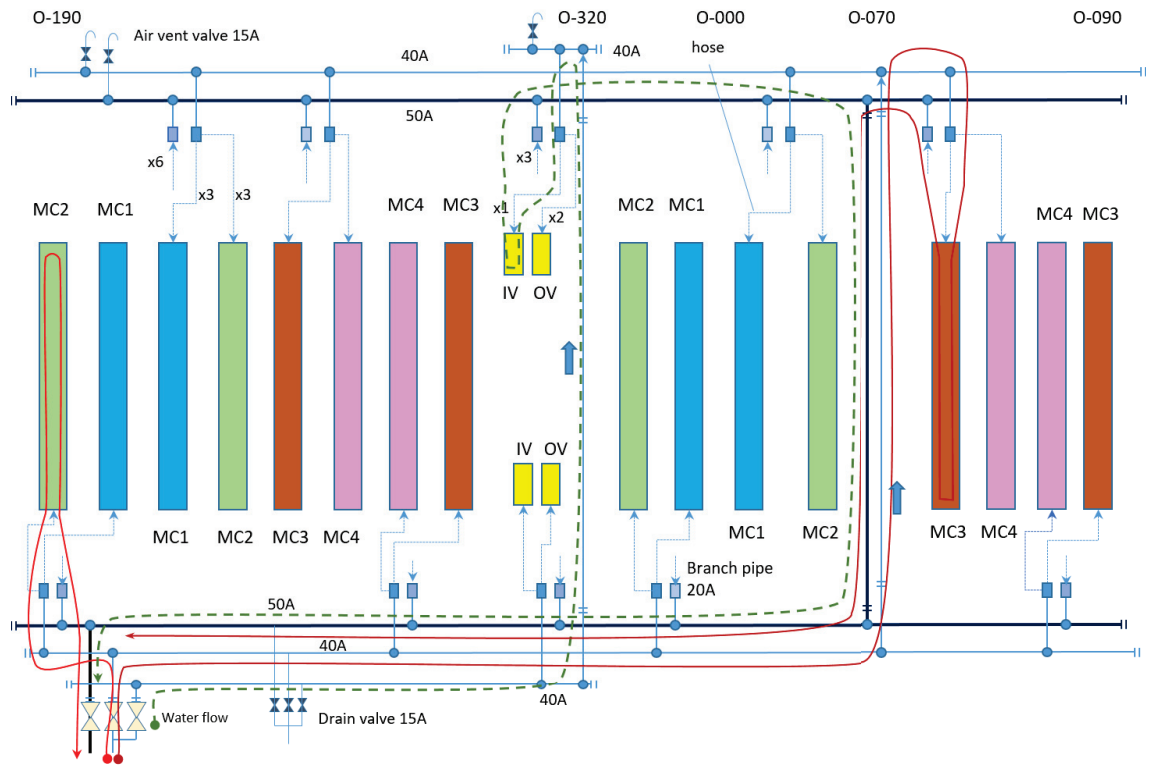 O-190
O-320
O-000
O-070
O-090
Air vent valve 15A
40A
40A
hose
50A
x6
x3
x3
x3
x1
x2
MC2
MC1
MC4
MC3
MC2
MC1
MC4
MC3
IV
OV
IV
OV
MC1
MC2
MC3
MC4
MC1
MC2
MC3
MC4
Branch pipe
20A
50A
40A
40A
Water flow
Drain valve 15A